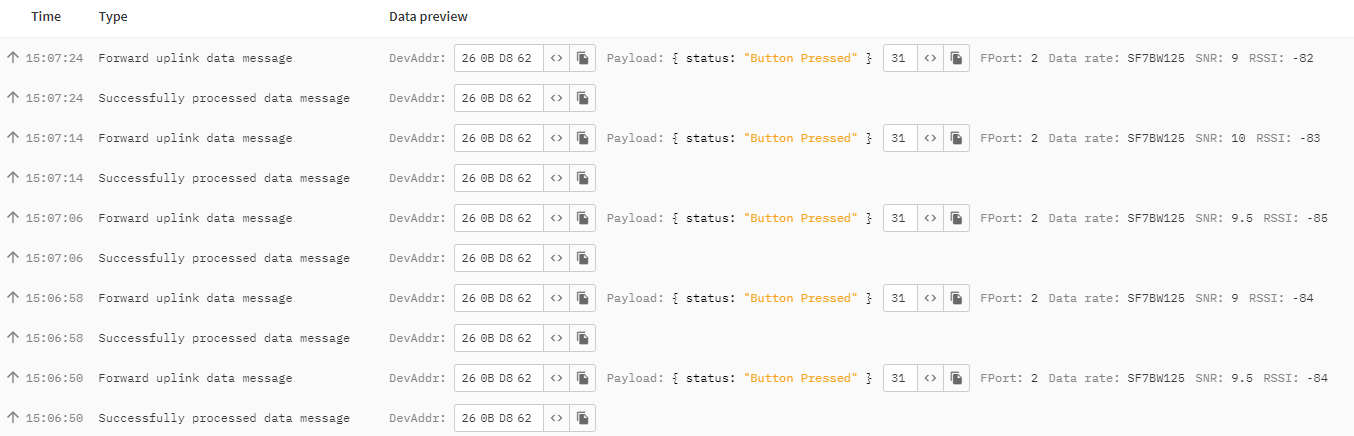 Time Type Data preview
15:07:24 Forward uplink data message DevAddr: 26 0B D8 62 <> Payload: { status: "Button Pressed" } 31 <> FPort: 2 Data rate: SF7BW125 SNR: 9 RSSI: -82
15:07:24 Successfully processed data message DevAddr: 26 0B D8 62 <>
15:07:14 Forward uplink data message DevAddr: 26 0B D8 62 <> Payload: { status: "Button Pressed" } 31 <> FPort: 2 Data rate: SF7BW125 SNR: 10 RSSI: -83
15:07:14 Successfully processed data message DevAddr: 26 0B D8 62 <>
15:07:06 Forward uplink data message DevAddr: 26 0B D8 62 <> Payload: { status: "Button Pressed" } 31 <> FPort: 2 Data rate: SF7BW125 SNR: 9.5 RSSI: -85
15:07:06 Successfully processed data message DevAddr: 26 0B D8 62 <>
15:06:58 Forward uplink data message DevAddr: 26 0B D8 62 <> Payload: { status: "Button Pressed" } 31 <> FPort: 2 Data rate: SF7BW125 SNR: 9 RSSI: -84
15:06:58 Successfully processed data message DevAddr: 26 0B D8 62 <>
15:06:50 Forward uplink data message DevAddr: 26 0B D8 62 <> Payload: { status: "Button Pressed" } 31 <> FPort: 2 Data rate: SF7BW125 SNR: 9.5 RSSI: -84
15:06:50 Successfully processed data message DevAddr: 26 0B D8 62 <>